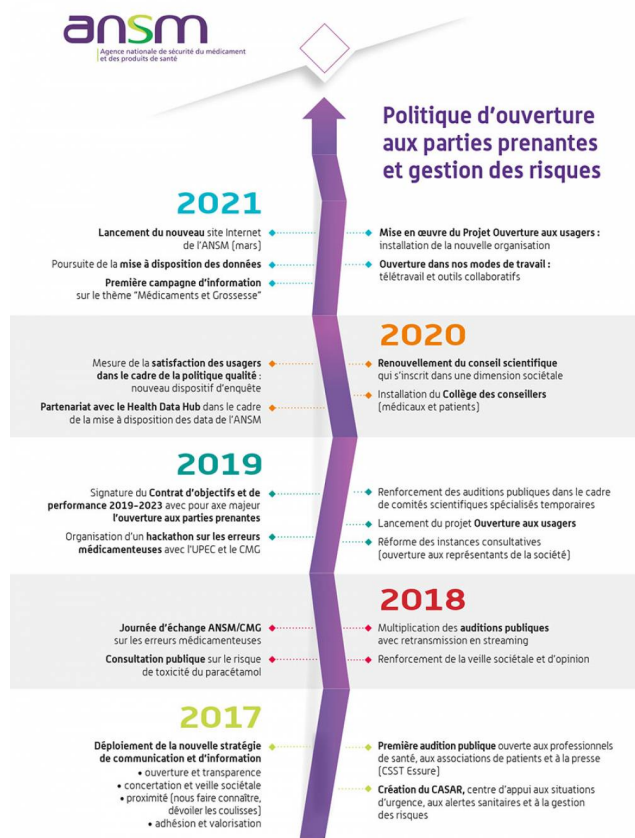 ansm
Agence nationale de sécurité du médicament
et des produits de santé
Politique d'ouverture
aux parties prenantes
et gestion des risques
2021
Lancement du nouveau site Internet
de l'ANSM (mars)
Poursuite de la mise à disposition des données
Première campagne d'information
sur le thème "Médicaments et Grossesse"
Mise en œuvre du Projet Ouverture aux usagers :
installation de la nouvelle organisation
Ouverture dans nos modes de travail :
télétravail et outils collaboratifs
2020
Mesure de la satisfaction des usagers
dans le cadre de la politique qualité :
nouveau dispositif d'enquête
Partenariat avec le Health Data Hub dans le cadre
de la mise à disposition des data de l'ANSM
Renouvellement du conseil scientifique
qui s'inscrit dans une dimension sociétale
Installation du Collège des conseillers
(médicaux et patients)
2019
Signature du Contrat d'objectifs et de
performance 2019-2023 avec pour axe majeur
l'ouverture aux parties prenantes
Organisation d'un hackathon sur les erreurs
médicamenteuses avec l'UPEC et le CMG
Renforcement des auditions publiques dans le cadre
de comités scientifiques spécialisés temporaires
Lancement du projet Ouverture aux usagers
Réforme des instances consultatives
(ouverture aux représentants de la société)
2018
Journée d'échange ANSM/CMG
sur les erreurs médicamenteuses
Consultation publique sur le risque
de toxicité du paracétamol
Multiplication des auditions publiques
avec retransmission en streaming
Renforcement de la veille sociétale et d'opinion
2017
Déploiement de la nouvelle stratégie
de communication et d'information
• ouverture et transparence
• concertation et veille sociétale
• proximité (nous faire connaître,
dévoiler les coulisses)
• adhésion et valorisation
Première audition publique ouverte aux professionnels
de santé, aux associations de patients et à la presse
(CSST Essure)
Création du CASAR, centre d'appui aux situations
d'urgence, aux alertes sanitaires et à la gestion
des risques